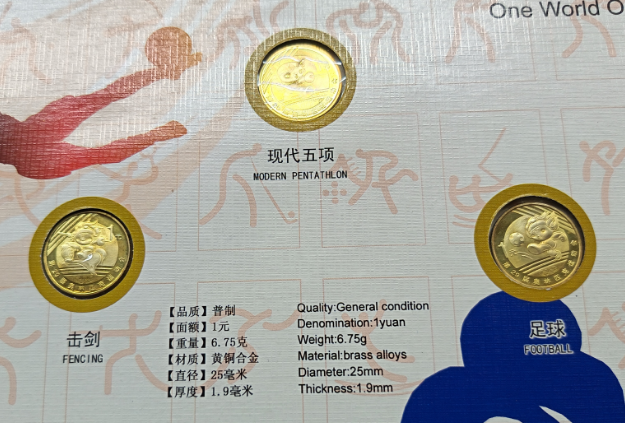 One World O
现代五项
MODERN PENTATHLON
击剑
FENCING
足球
FOOTBALL
【品质】普制
【面额】1元
【重量】6.75克
【材质】黄铜合金
【直径】25毫米
【厚度】1.9毫米
Quality:General condition
Denomination:1yuan
Weight:6.75g
Material:brass alloys
Diameter:25mm
Thickness:1.9mm